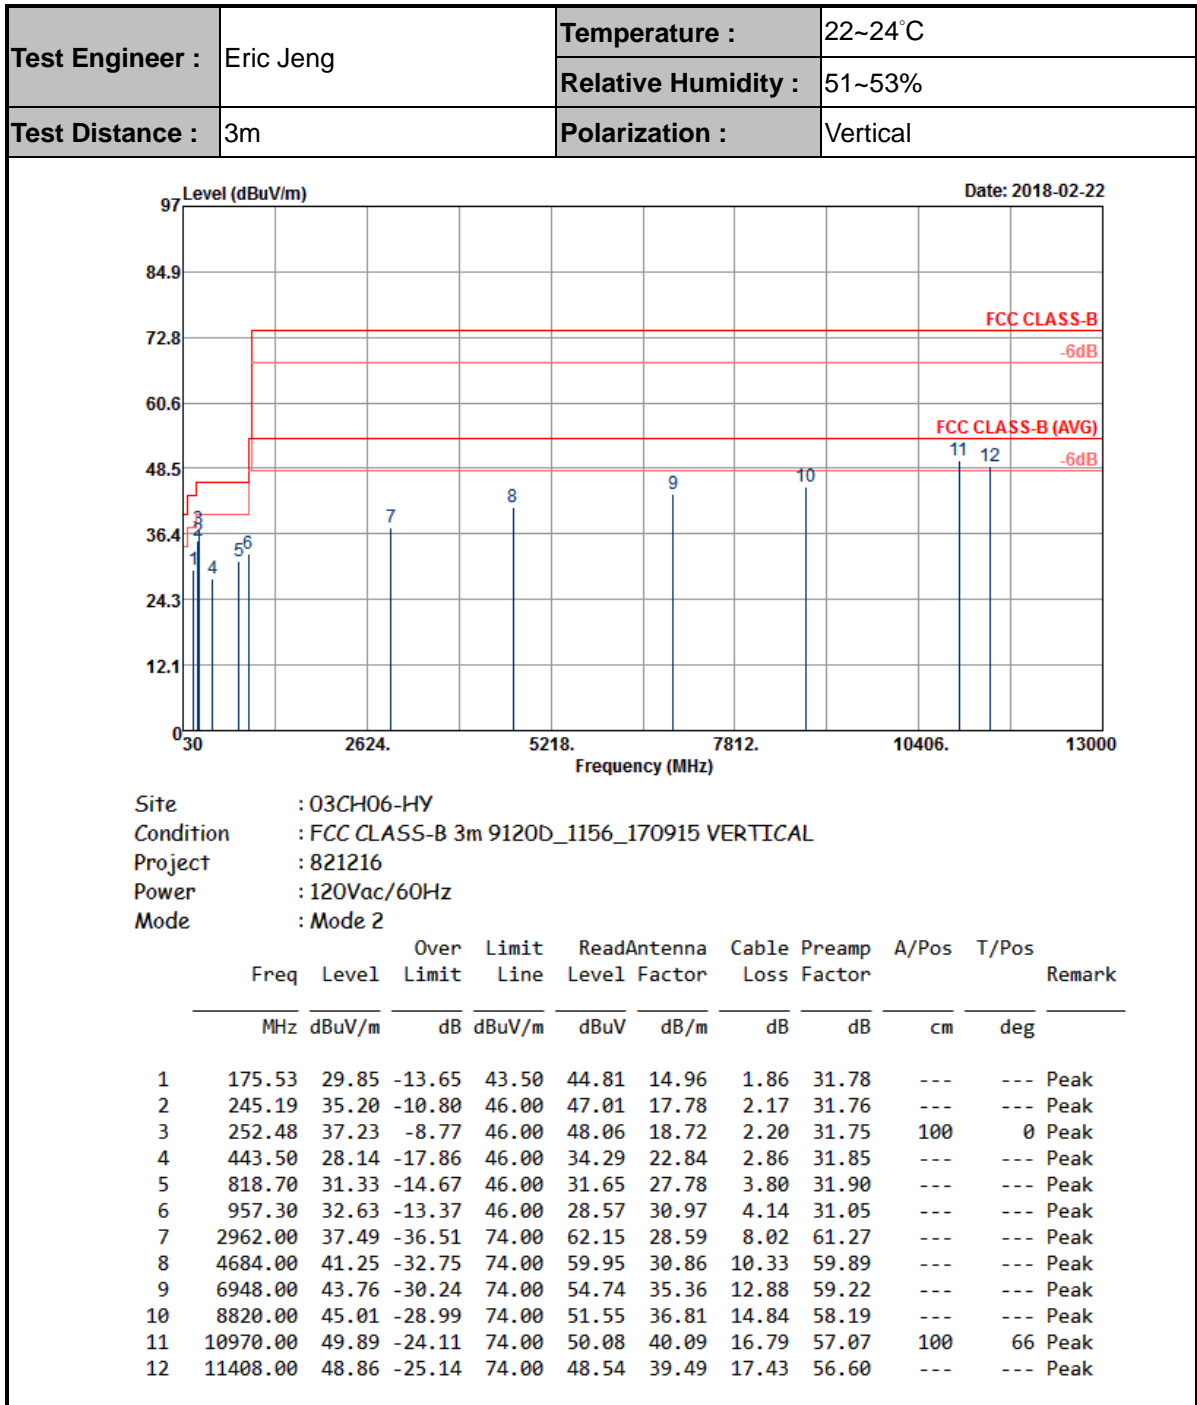 Test Engineer : Eric Jeng Temperature : 22~24°C
Relative Humidity : 51~53%
Test Distance : 3m Polarization : Vertical
Level (dBuV/m) Date: 2018-02-22
97
84.9
72.8
60.6
48.5
36.4
24.3
12.1
0
FCC CLASS-B
-6dB
FCC CLASS-B (AVG)
-6dB
1 2 3 4 5 6 7 8 9 10 11 12
30 2624. 5218. 7812. 10406. 13000
Frequency (MHz)
Site : 03CH06-HY
Condition : FCC CLASS-B 3m 9120D_1156_170915 VERTICAL
Project : 821216
Power : 120Vac/60Hz
Mode : Mode 2
Over Limit ReadAntenna Cable Preamp A/Pos T/Pos
Freq Level Limit Line Level Factor Loss Factor Remark
MHz dBuV/m dB dBuV/m dBuV dB/m dB dB cm deg
1 175.53 29.85 -13.65 43.50 44.81 14.96 1.86 31.78 --- --- Peak
2 245.19 35.20 -10.80 46.00 47.01 17.78 2.17 31.76 --- --- Peak
3 252.48 37.23 -8.77 46.00 48.06 18.72 2.20 31.75 100 0 Peak
4 443.50 28.14 -17.86 46.00 34.29 22.84 2.86 31.85 --- --- Peak
5 818.70 31.33 -14.67 46.00 31.65 27.78 3.80 31.90 --- --- Peak
6 957.30 32.63 -13.37 46.00 28.57 30.97 4.14 31.05 --- --- Peak
7 2962.00 37.49 -36.51 74.00 62.15 28.59 8.02 61.27 --- --- Peak
8 4684.00 41.25 -32.75 74.00 59.95 30.86 10.33 59.89 --- --- Peak
9 6948.00 43.76 -30.24 74.00 54.74 35.36 12.88 59.22 --- --- Peak
10 8820.00 45.01 -28.99 74.00 51.55 36.81 14.84 58.19 --- --- Peak
11 10970.00 49.89 -24.11 74.00 50.08 40.09 16.79 57.07 100 66 Peak
12 11408.00 48.86 -25.14 74.00 48.54 39.49 17.43 56.60 --- --- Peak